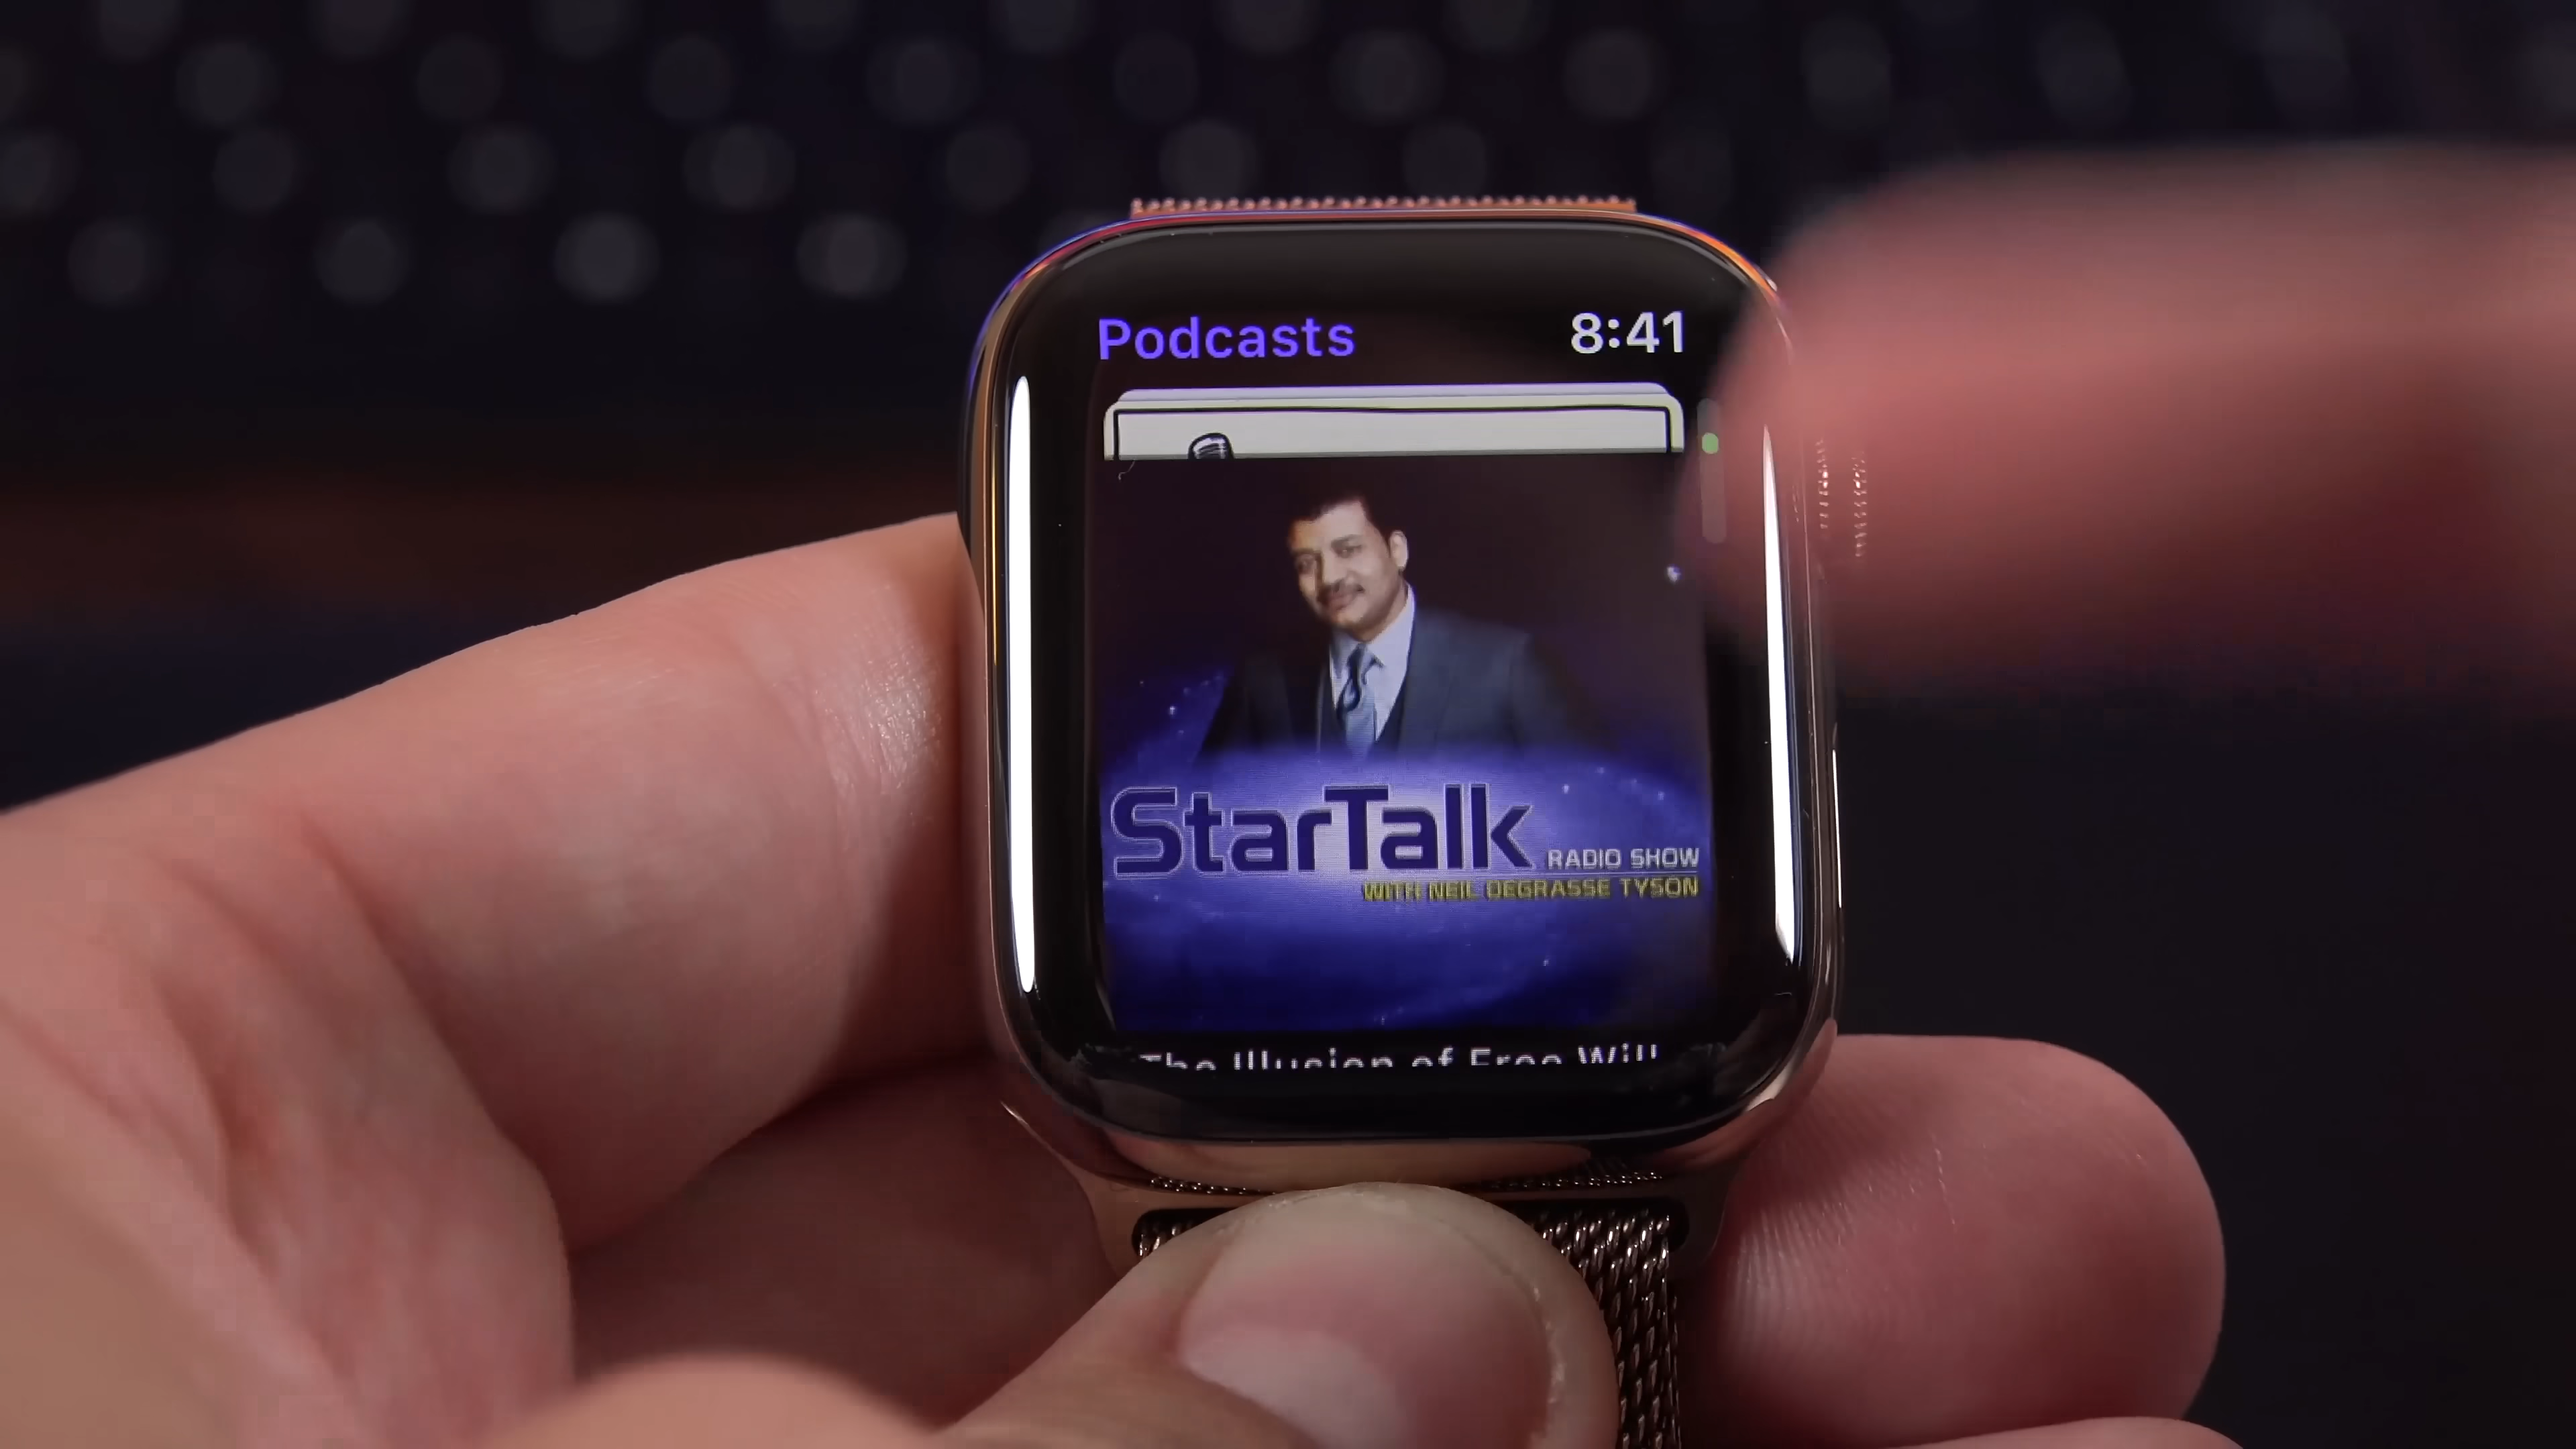 Podcasts 8:41
StarTalk RADIO SHOW
WITH NEIL DEGRASSE TYSON
The Illusion of Free Will